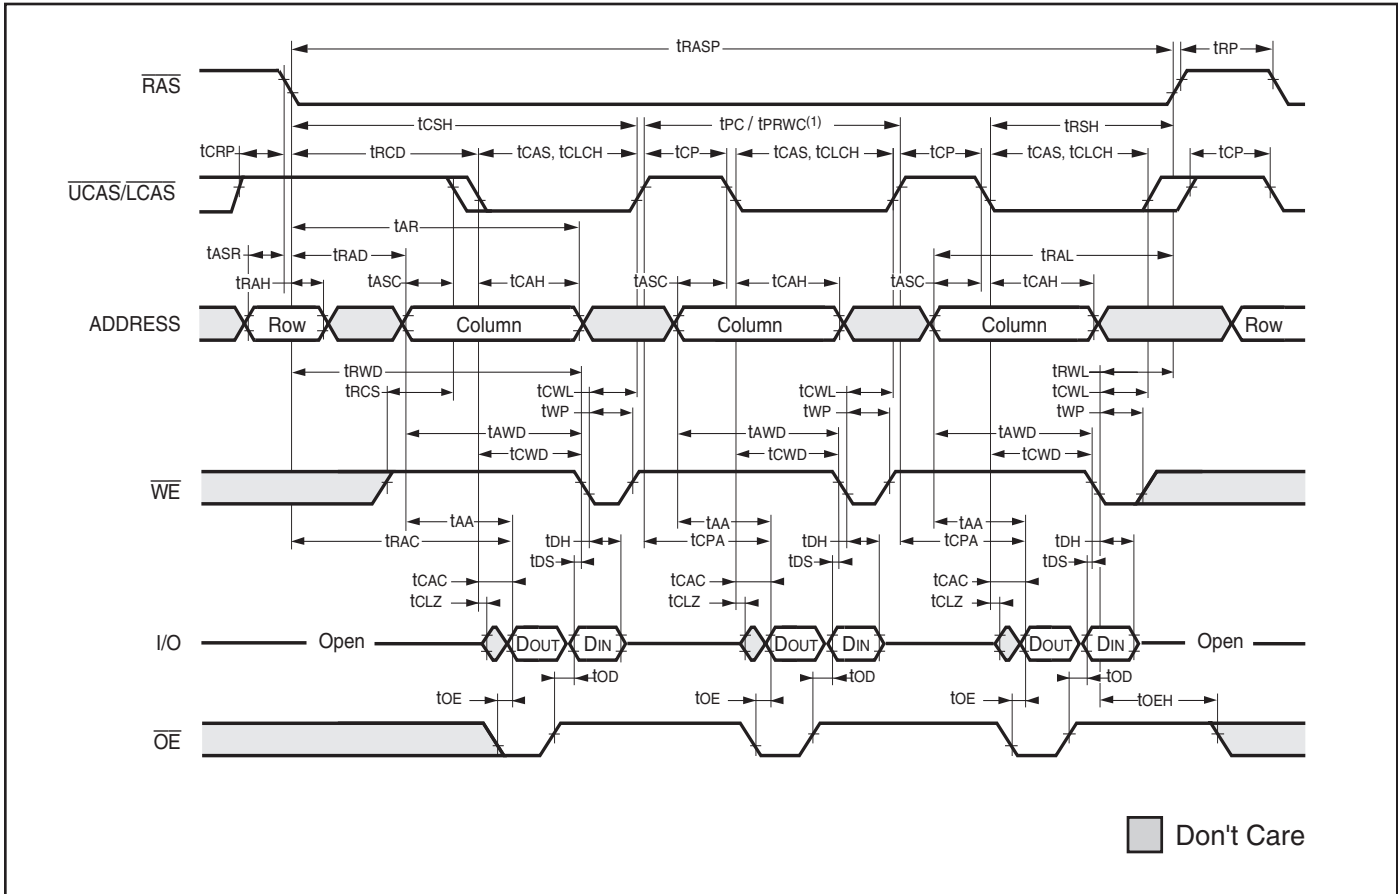 tRASP tRP
RAS
tCSH tPC / tPRWC(1) tRSH
tCRP tRCD tCAS, tCLCH tCP tCAS, tCLCH tCP tCAS, tCLCH tCP
UCAS/LCAS
tAR
tASR tRAD tRAL
tRAH tASC tCAH tASC tCAH tASC tCAH
ADDRESS Row Column Column Column Row
tRWD tRWL
tRCS tCWL tCWL tCWL
tWP tWP tWP
tAWD tAWD tAWD
tCWD tCWD tCWD
WE
tAA tAA tAA
tRAC tDH tCPA tDH tCPA tDH
tDS tDS tDS
tCAC tCAC tCAC
tCLZ tCLZ tCLZ
I/O Open DOUT DIN DOUT DIN DOUT DIN Open
tOD tOD tOD
tOE tOE tOE tOEH
OE
Don't Care